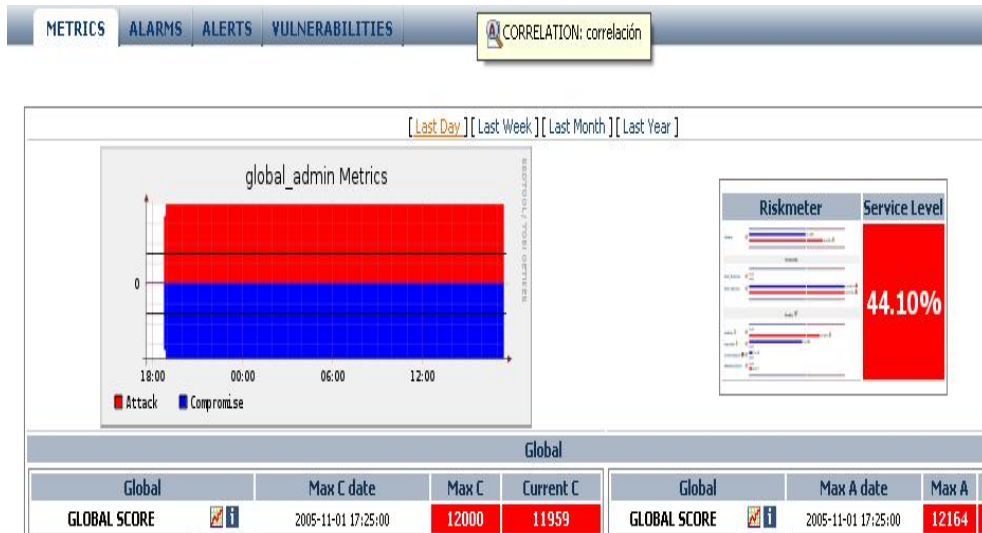 METRICS ALARMS ALERTS VULNERABILITIES
CORRELATION: correlación
[ Last Day ] [ Last Week ] [ Last Month ] [ Last Year ]
global_admin Metrics
RRDTOOL / TOBI OETIKER
0
18:00 00:00 06:00 12:00
Attack Compromise
Riskmeter Service Level
44.10%
Global
Global Max C date Max C Current C Global Max A date Max A
GLOBAL SCORE 2005-11-01 17:25:00 12000 11959 GLOBAL SCORE 2005-11-01 17:25:00 12164